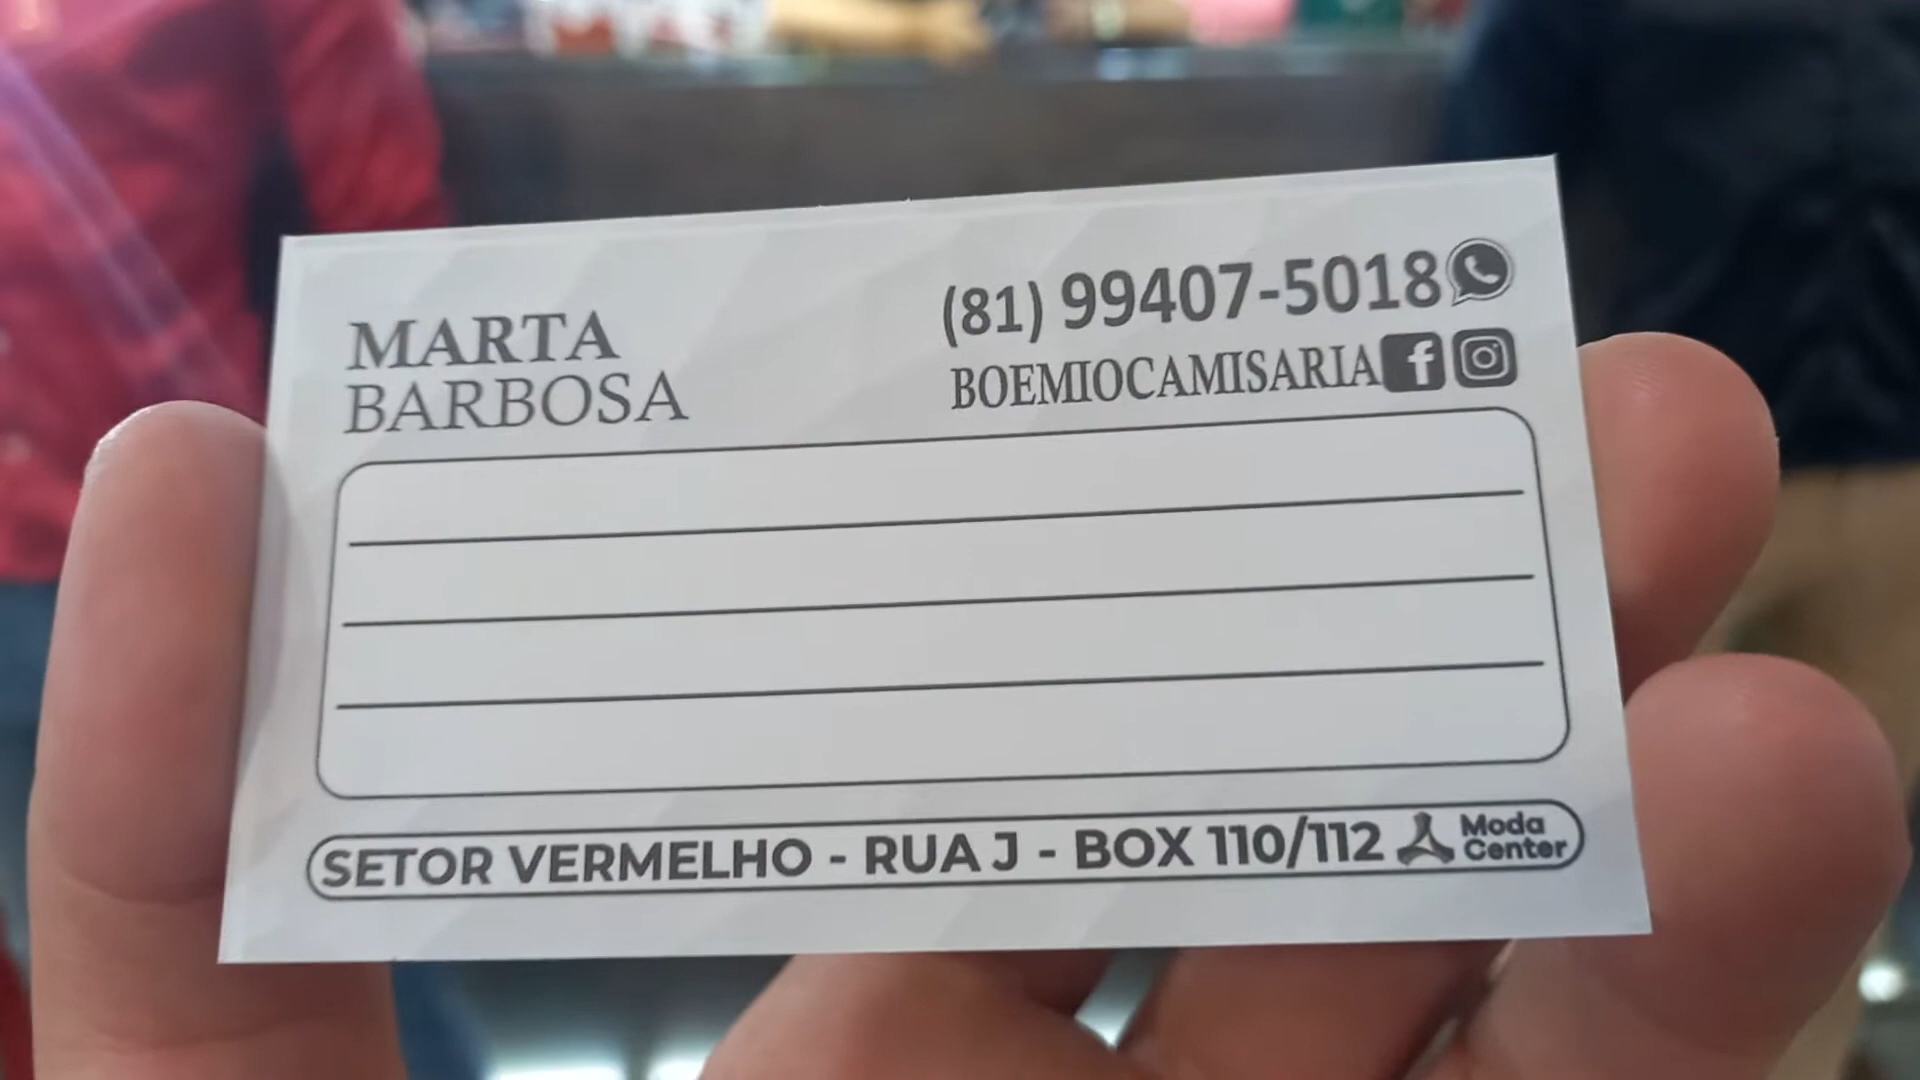 MARTA
BARBOSA
(81) 99407-5018
BOEMIOCAMISARIA
SETOR VERMELHO - RUA J - BOX 110/112 Moda Center